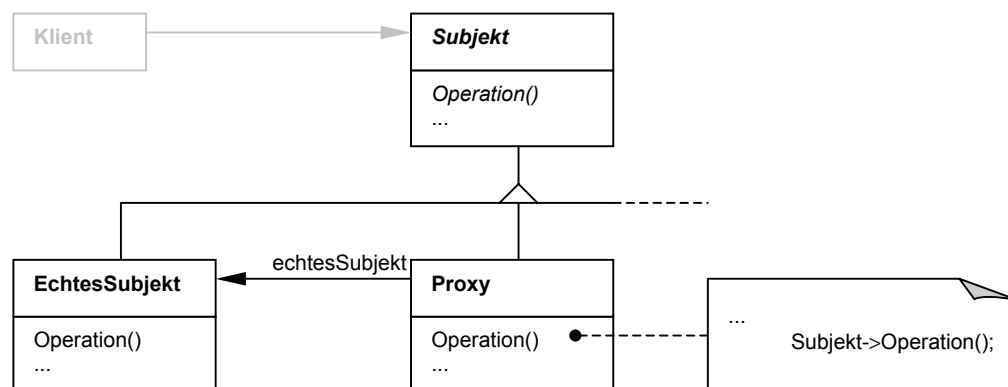 Klient
Subjekt
Operation()
...
echtesSubjekt
EchtesSubjekt
Operation()
...
Proxy
Operation()
...
...
Subjekt->Operation();